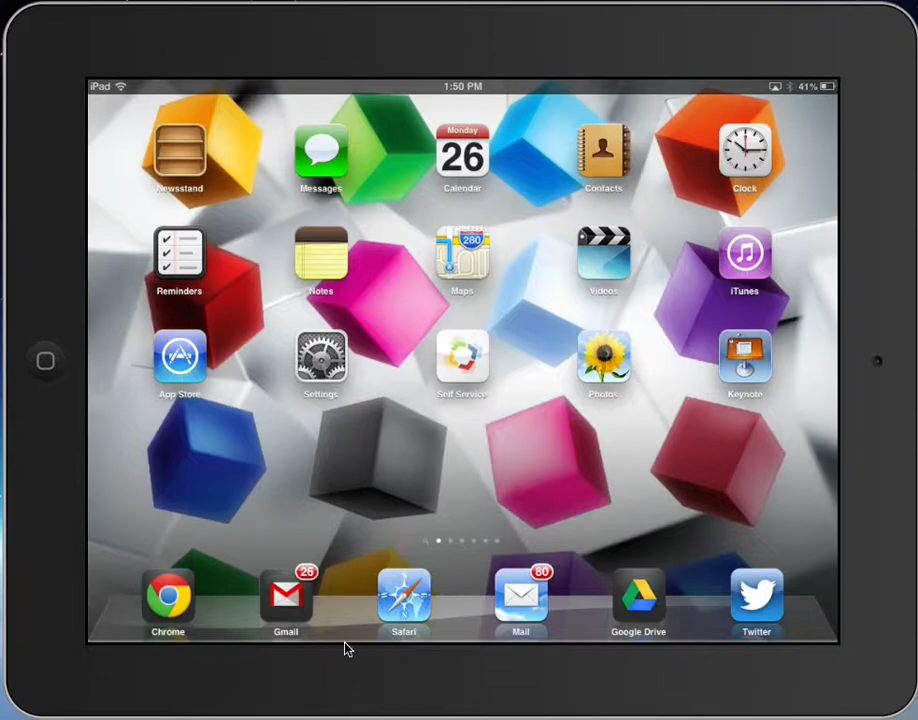 iPad 1:50 PM 41%
Monday
26
Newsstand Messages Calendar Contacts Clock
280
Reminders Notes Maps Videos iTunes
App Store Settings Self Service Photos Keynote
26 80
Chrome Gmail Safari Mail Google Drive Twitter